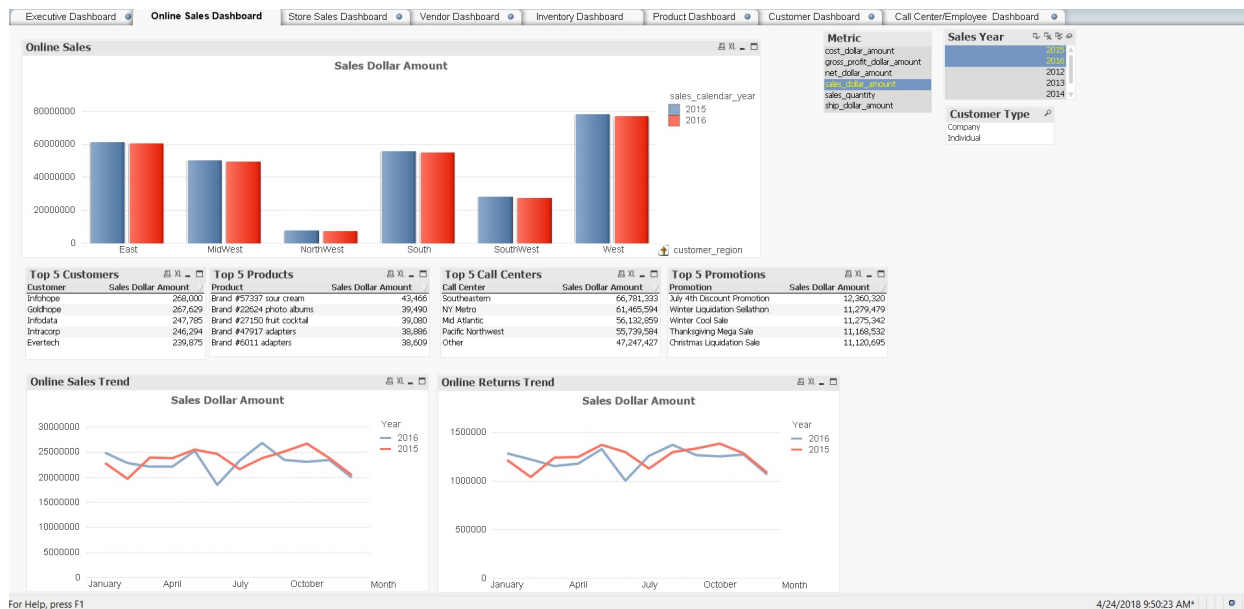 Executive Dashboard Online Sales Dashboard Store Sales Dashboard Vendor Dashboard Inventory Dashboard Product Dashboard Customer Dashboard Call Center/Employee Dashboard
Online Sales XL
Sales Dollar Amount
80000000
60000000
40000000
20000000
0
East MidWest NorthWest South SouthWest West
customer_region
sales_calendar_year
2015
2016
Metric
cost_dollar_amount
gross_profit_dollar_amount
net_dollar_amount
sales_dollar_amount
sales_quantity
ship_dollar_amount
Sales Year
2015
2016
2012
2013
2014
Customer Type
Company
Individual
Top 5 Customers XL
Customer Sales Dollar Amount
Infohope 268,000
Goldhope 267,629
Infodata 247,785
Intracorp 246,294
Evertech 239,875
Top 5 Products XL
Product Sales Dollar Amount
Brand #57337 sour cream 43,466
Brand #22624 photo albums 39,490
Brand #27150 fruit cocktail 39,080
Brand #47917 adapters 38,886
Brand #6011 adapters 38,609
Top 5 Call Centers XL
Call Center Sales Dollar Amount
Southeastern 66,781,333
NY Metro 61,465,594
Mid Atlantic 56,132,859
Pacific Northwest 55,739,584
Other 47,247,427
Top 5 Promotions XL
Promotion Sales Dollar Amount
July 4th Discount Promotion 12,360,320
Winter Liquidation Sellathon 11,279,479
Winter Cool Sale 11,275,342
Thanksgiving Mega Sale 11,168,532
Christmas Liquidation Sale 11,120,695
Online Sales Trend XL
Sales Dollar Amount
30000000
25000000
20000000
15000000
10000000
5000000
0
January April July October Month
Year
2016
2015
Online Returns Trend XL
Sales Dollar Amount
1500000
1000000
500000
0
January April July October Month
Year
2016
2015
For Help, press F1 4/24/2018 9:50:23 AM*